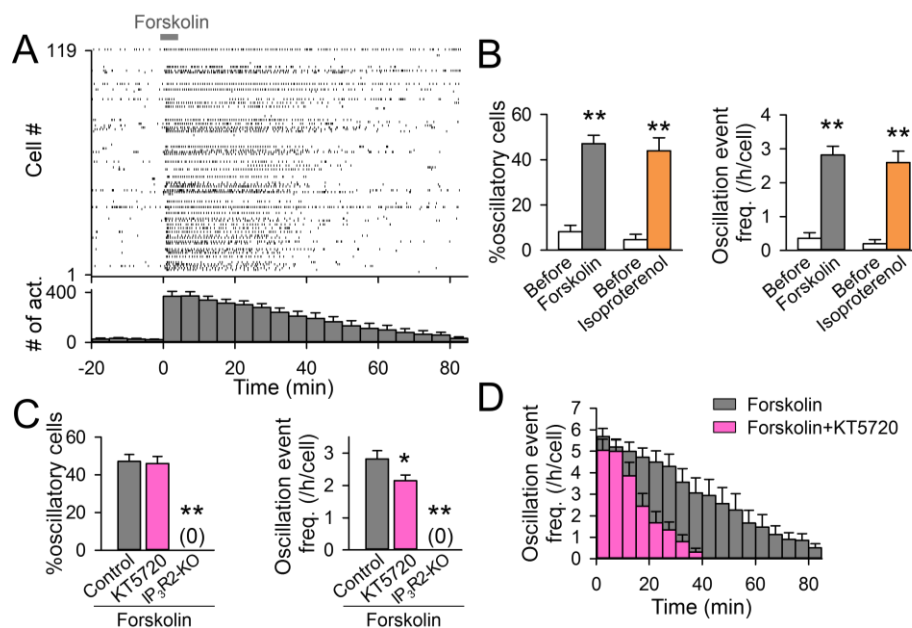 Forskolin
A
119
Cell #
1
400
# of act.
0
-20 0 20 40 60 80
Time (min)
B
%oscillatory cells
60
40
20
0
**
**
Before
Forskolin
Before
Isoproterenol
Oscillation event
freq. (/h/cell)
4
3
2
1
0
**
**
Before
Forskolin
Before
Isoproterenol
C
%oscillatory cells
60
40
20
0
**
(0)
Control
KT5720
IP3R2-KO
Forskolin
Oscillation event
freq. (/h/cell)
3
2
1
0
*
**
(0)
Control
KT5720
IP3R2-KO
Forskolin
D
Forskolin
Forskolin+KT5720
Oscillation event
freq. (/h/cell)
7
6
5
4
3
2
1
0
0 20 40 60 80
Time (min)